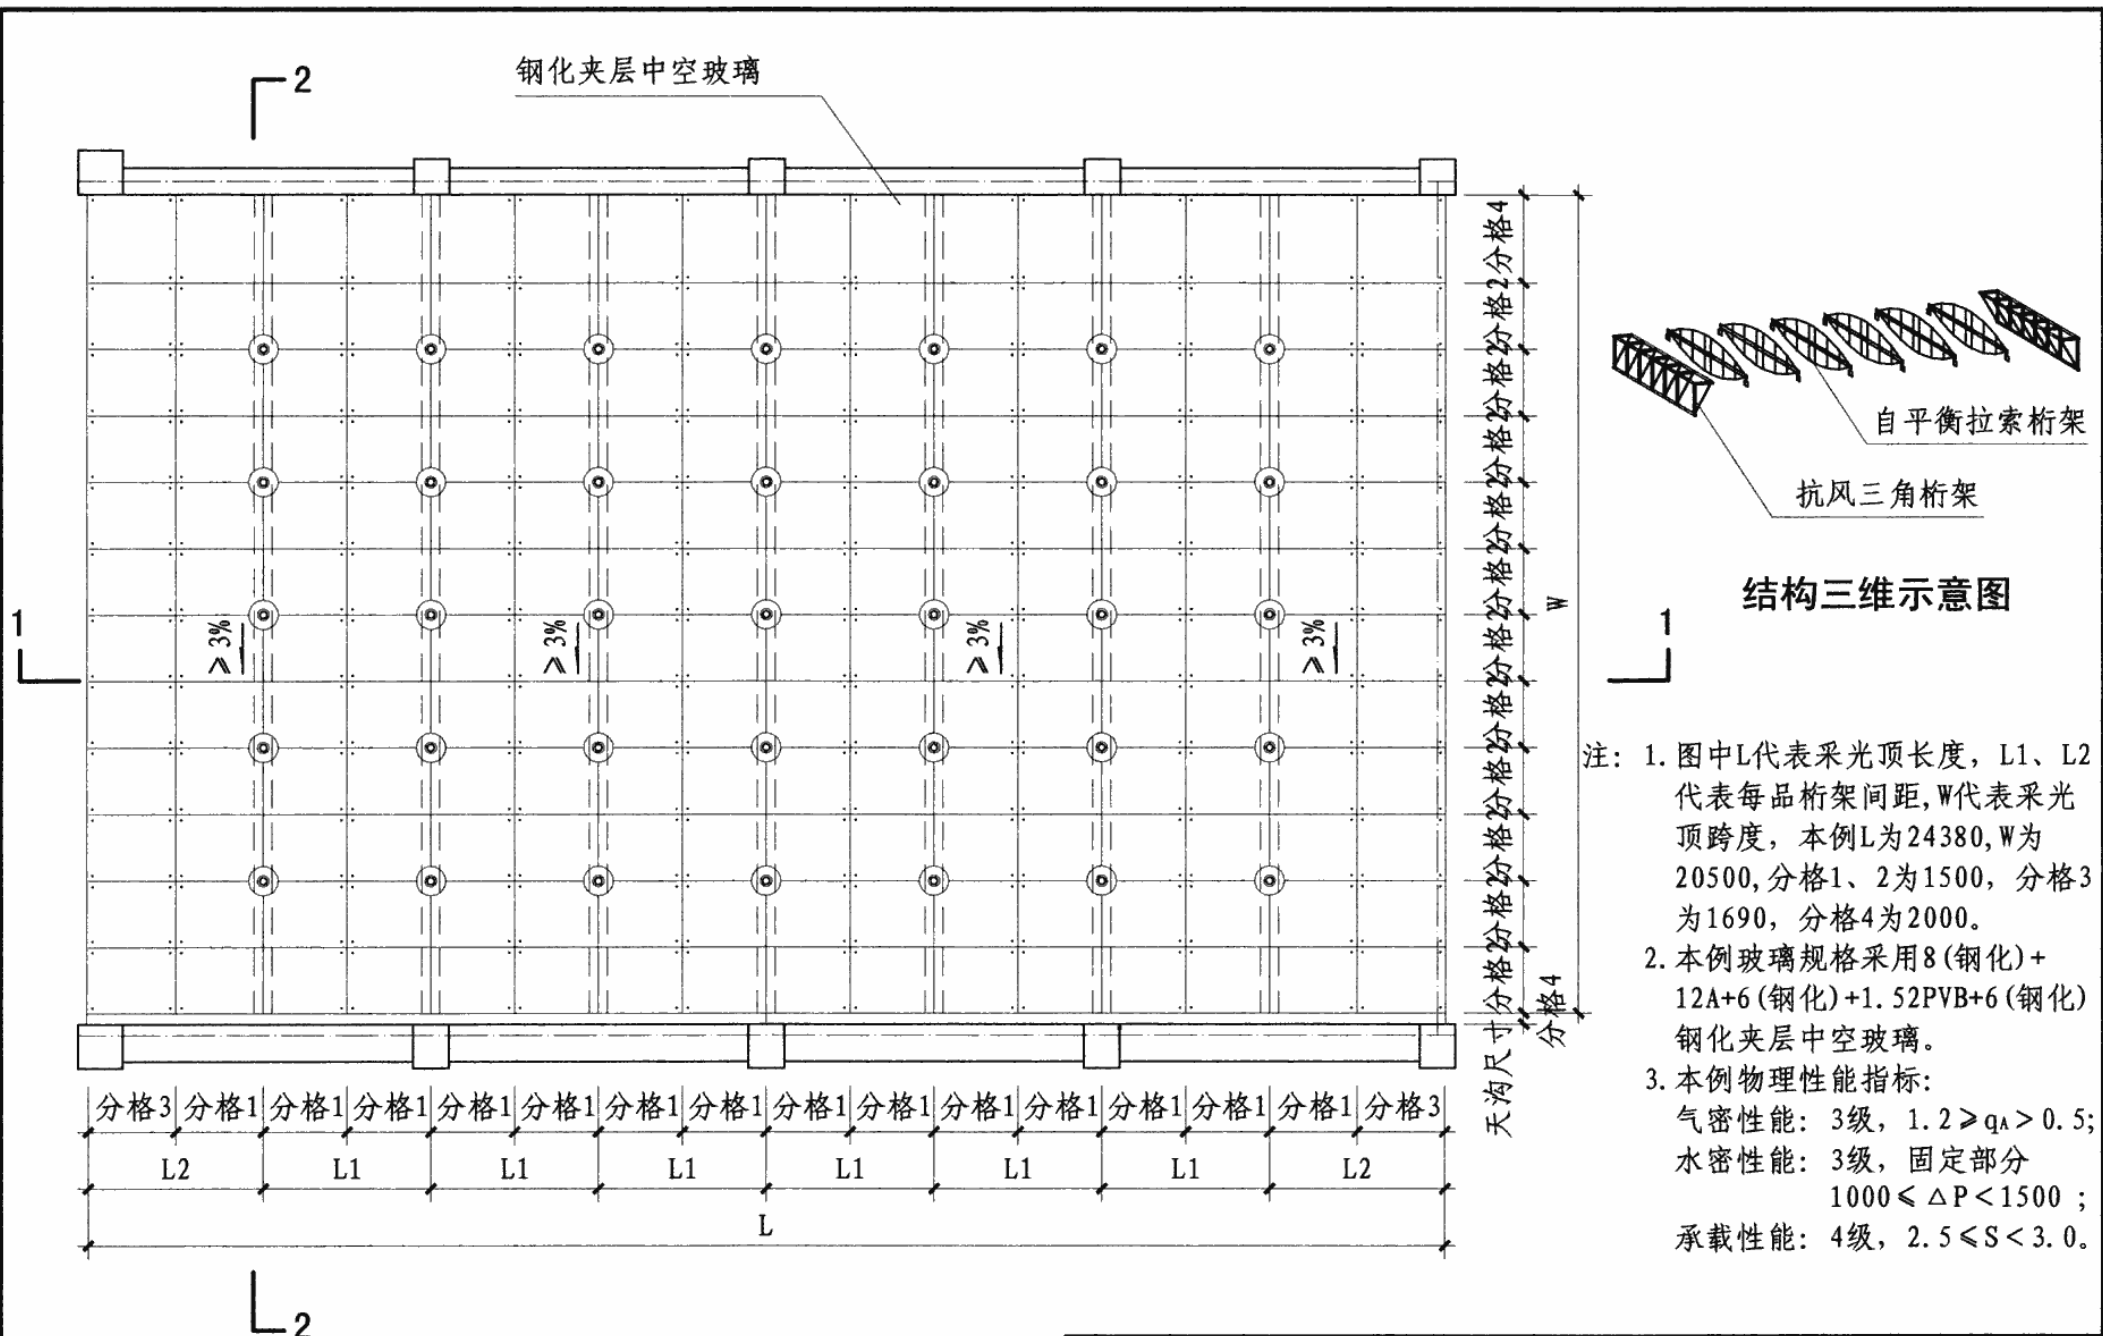 2
钢化夹层中空玻璃
分格4
分格2
分格2
分格2
分格2
分格2
分格2
分格2
分格2
分格2
分格2
分格2
天沟尺寸
分格4
W
1
≥3%
≥3%
≥3%
≥3%
1
自平衡拉索桁架
抗风三角桁架
结构三维示意图
分格3 分格1 分格1 分格1 分格1 分格1 分格1 分格1 分格1 分格1 分格1 分格1 分格1 分格1 分格1 分格3
L2 L1 L1 L1 L1 L1 L1 L2
L
2
注: 1.图中L代表采光顶长度, L1、L2
代表每品桁架间距,W代表采光
顶跨度, 本例L为24380,W为
20500,分格1、2为1500, 分格3
为1690, 分格4为2000。
2.本例玻璃规格采用8(钢化)+
12A+6(钢化)+1.52PVB+6(钢化)
钢化夹层中空玻璃。
3.本例物理性能指标:
气密性能: 3级, 1.2≥qA>0.5;
水密性能: 3级, 固定部分
1000≤△P<1500 ;
承载性能: 4级, 2.5≤S<3.0。